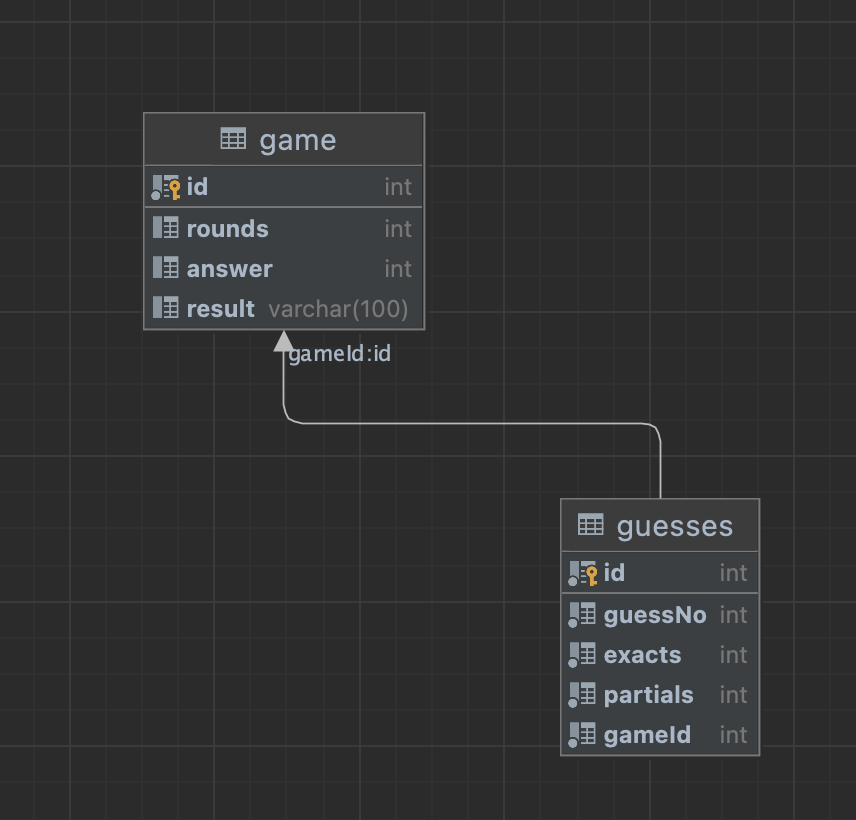 game
id int
rounds int
answer int
result varchar(100)
gameId:id
guesses
id int
guessNo int
exacts int
partials int
gameId int